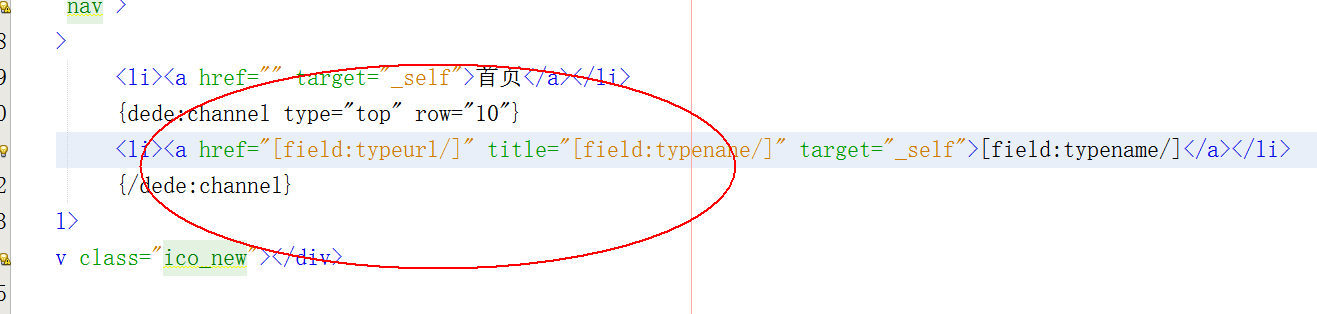 nav >
8 >
9 <li><a href="" target="_self">首页</a></li>
0 {dede:channel type="top" row="10"}
<li><a href="[field:typeurl/]" title="[field:typename/]" target="_self">[field:typename/]</a></li>
2 {/dede:channel}
3 l>
v class="ico_new"></div>
5